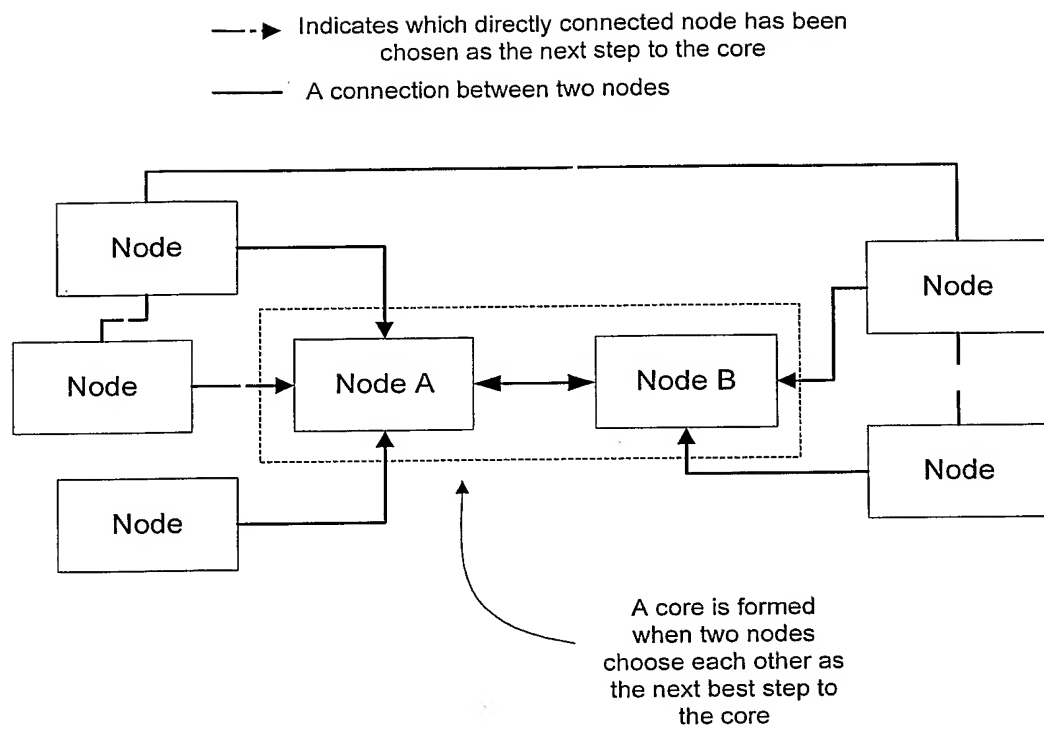 Indicates which directly connected node has been
chosen as the next step to the core
A connection between two nodes
Node
Node
Node
Node A
Node B
Node
Node
A core is formed
when two nodes
choose each other as
the next best step to
the core